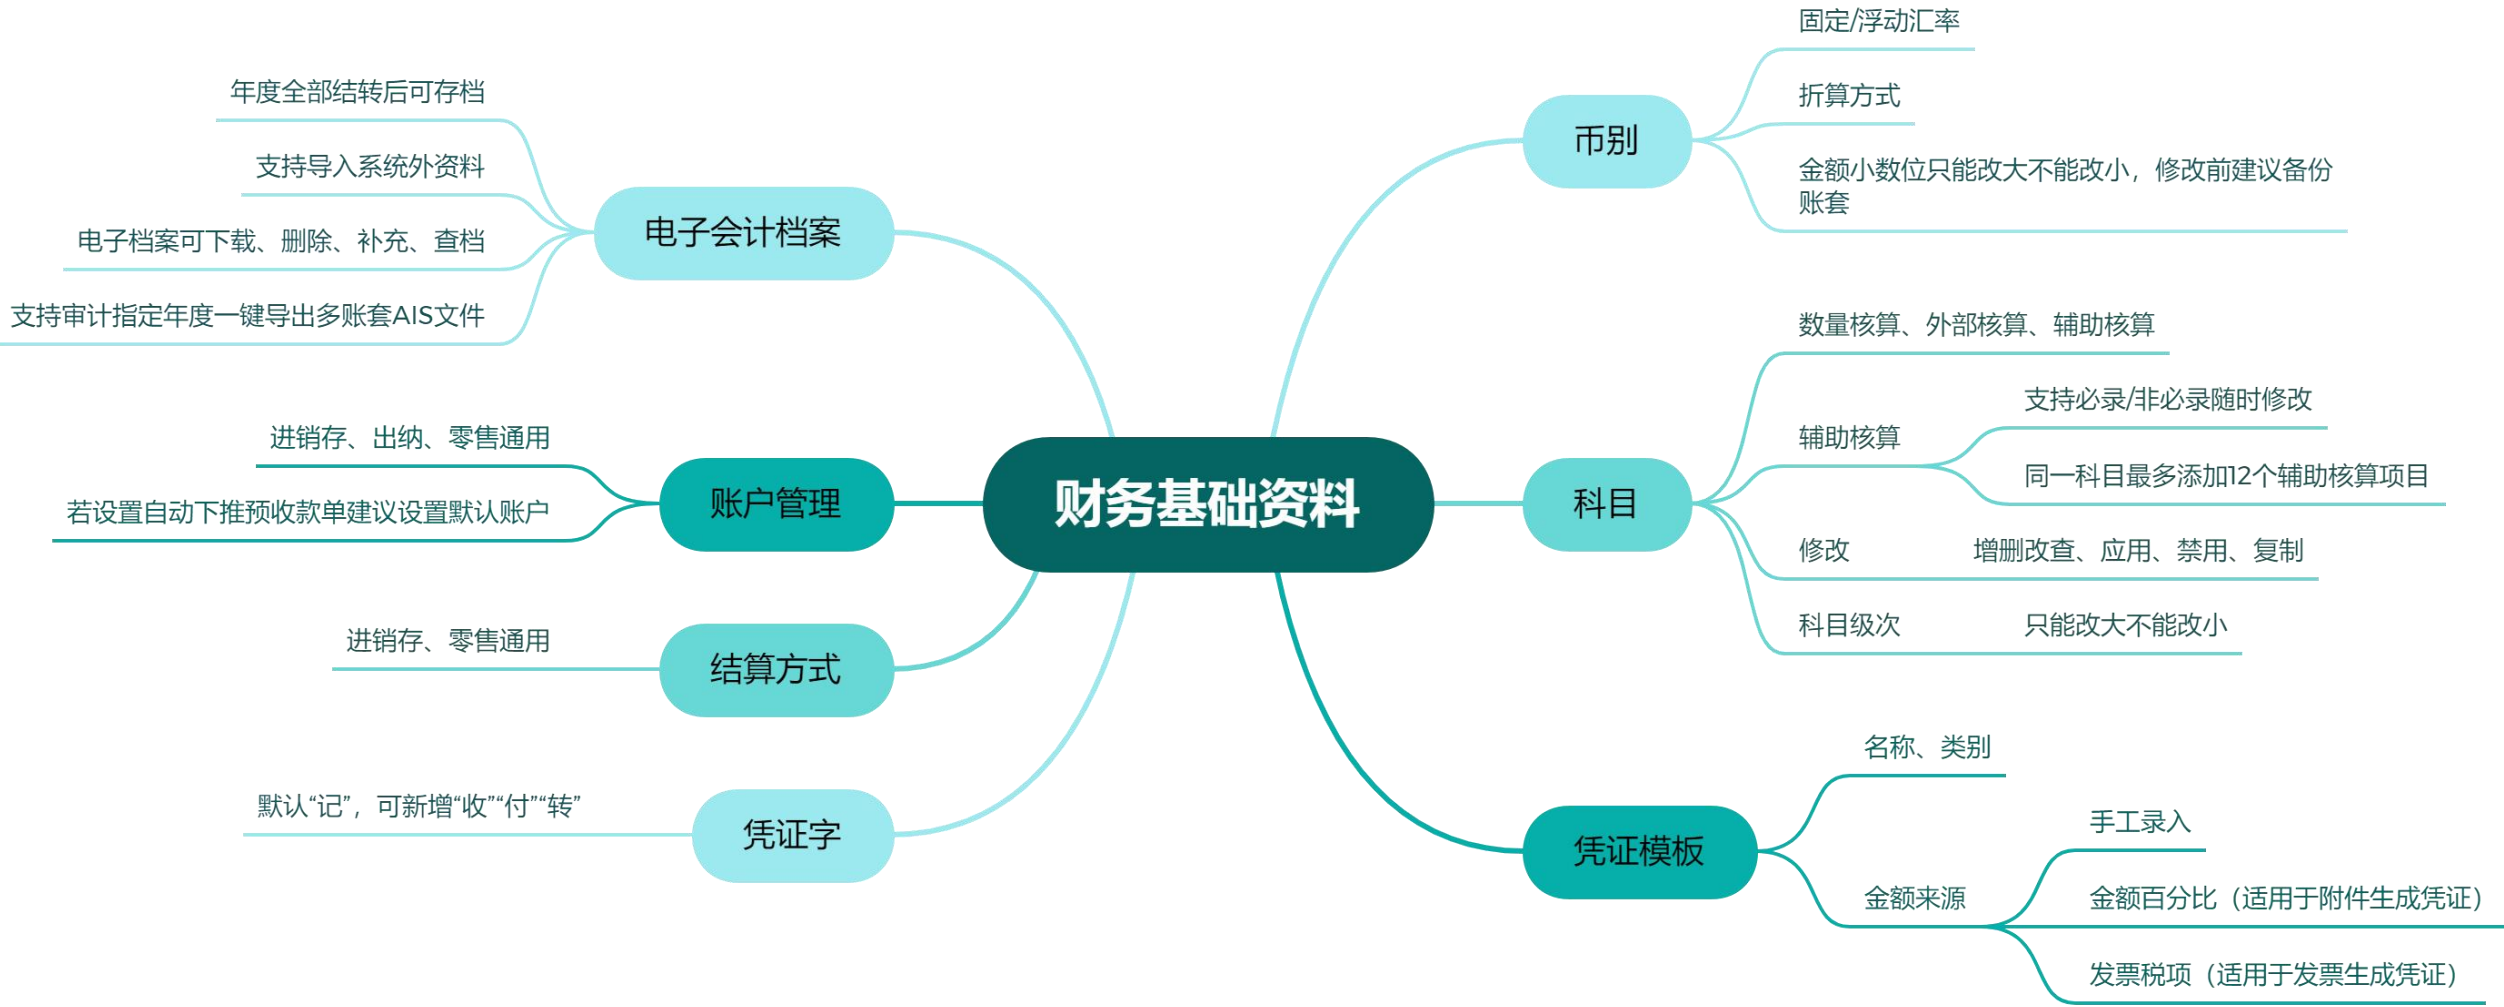 财务基础资料
币别
固定/浮动汇率
折算方式
金额小数位只能改大不能改小，修改前建议备份
账套
科目
数量核算、外部核算、辅助核算
辅助核算
支持必录/非必录随时修改
同一科目最多添加12个辅助核算项目
修改
增删改查、应用、禁用、复制
科目级次
只能改大不能改小
凭证模板
名称、类别
金额来源
手工录入
金额百分比（适用于附件生成凭证）
发票税项（适用于发票生成凭证）
电子会计档案
年度全部结转后可存档
支持导入系统外资料
电子档案可下载、删除、补充、查档
支持审计指定年度一键导出多账套AIS文件
账户管理
进销存、出纳、零售通用
若设置自动下推预收款单建议设置默认账户
结算方式
进销存、零售通用
凭证字
默认“记”，可新增“收”“付”“转”